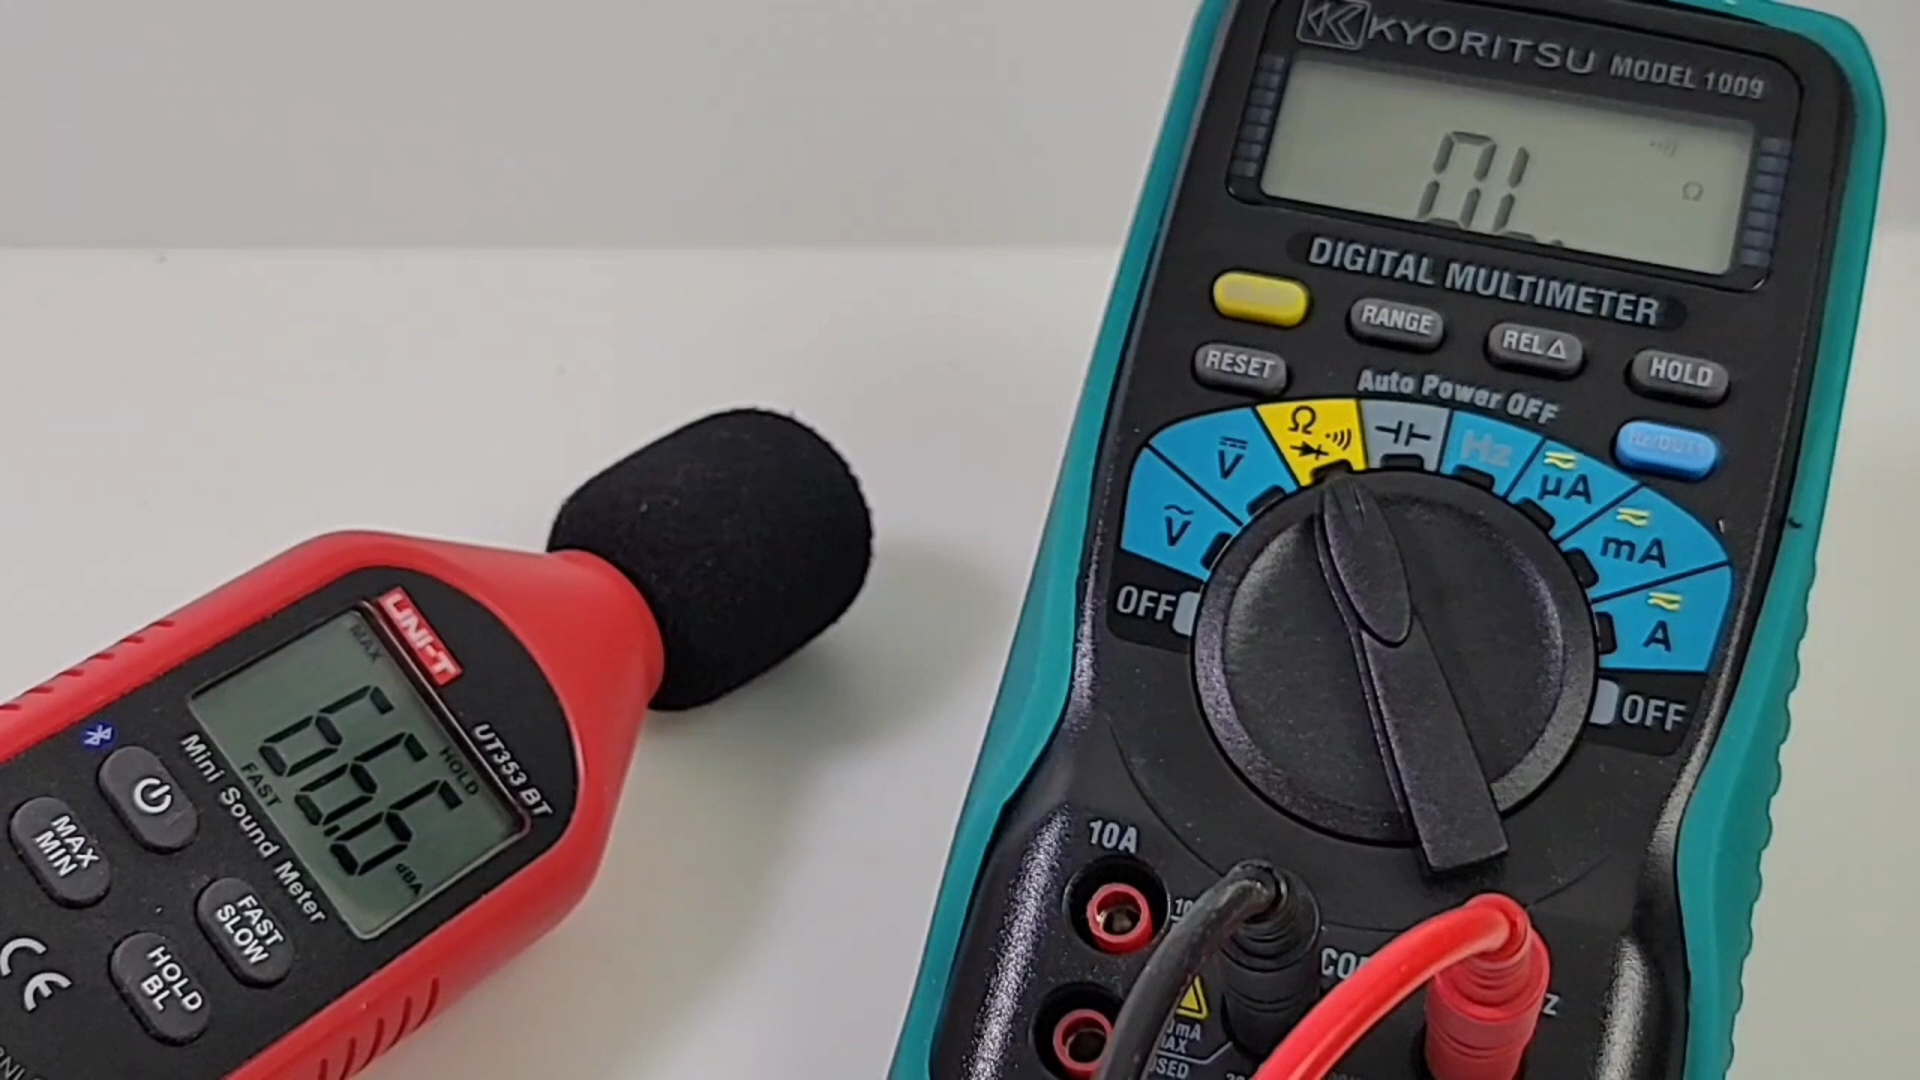 KYORITSU MODEL 1009
OL
Ω
DIGITAL MULTIMETER
RANGE
REL△
HOLD
RESET
Auto Power OFF
Hz/DUTY
Ω
V
V
Hz
μA
mA
A
OFF
OFF
10A
UNI-T
UT353 BT
MAX
HOLD
66.6
FAST
dBA
Mini Sound Meter
MAX
MIN
FAST
SLOW
HOLD
BL
CE